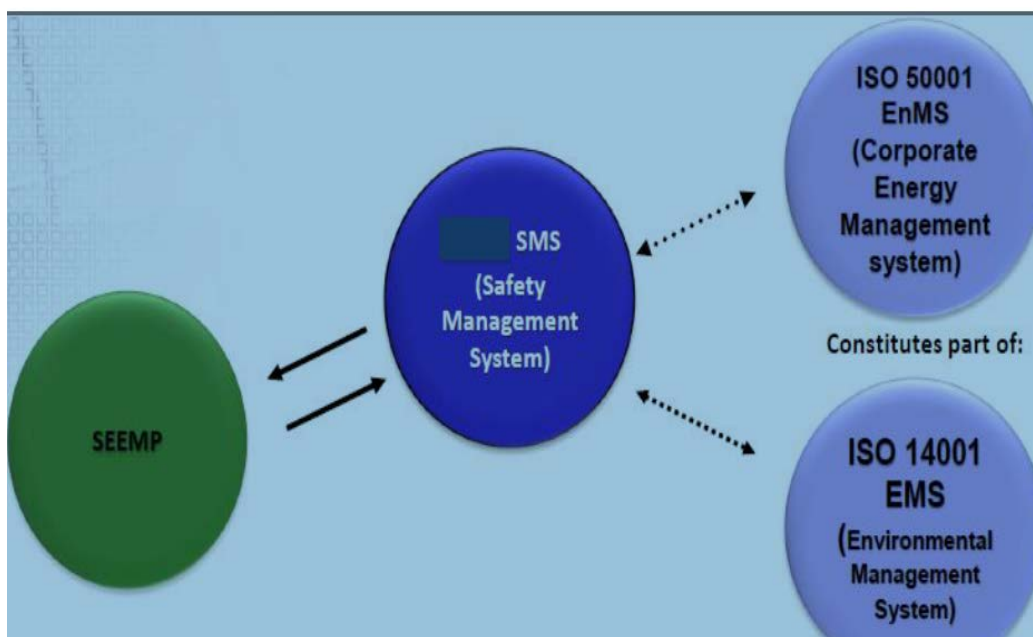 SEEMP
SMS
(Safety
Management
System)
ISO 50001
EnMS
(Corporate
Energy
Management
system)
Constitutes part of:
ISO 14001
EMS
(Environmental
Management
System)